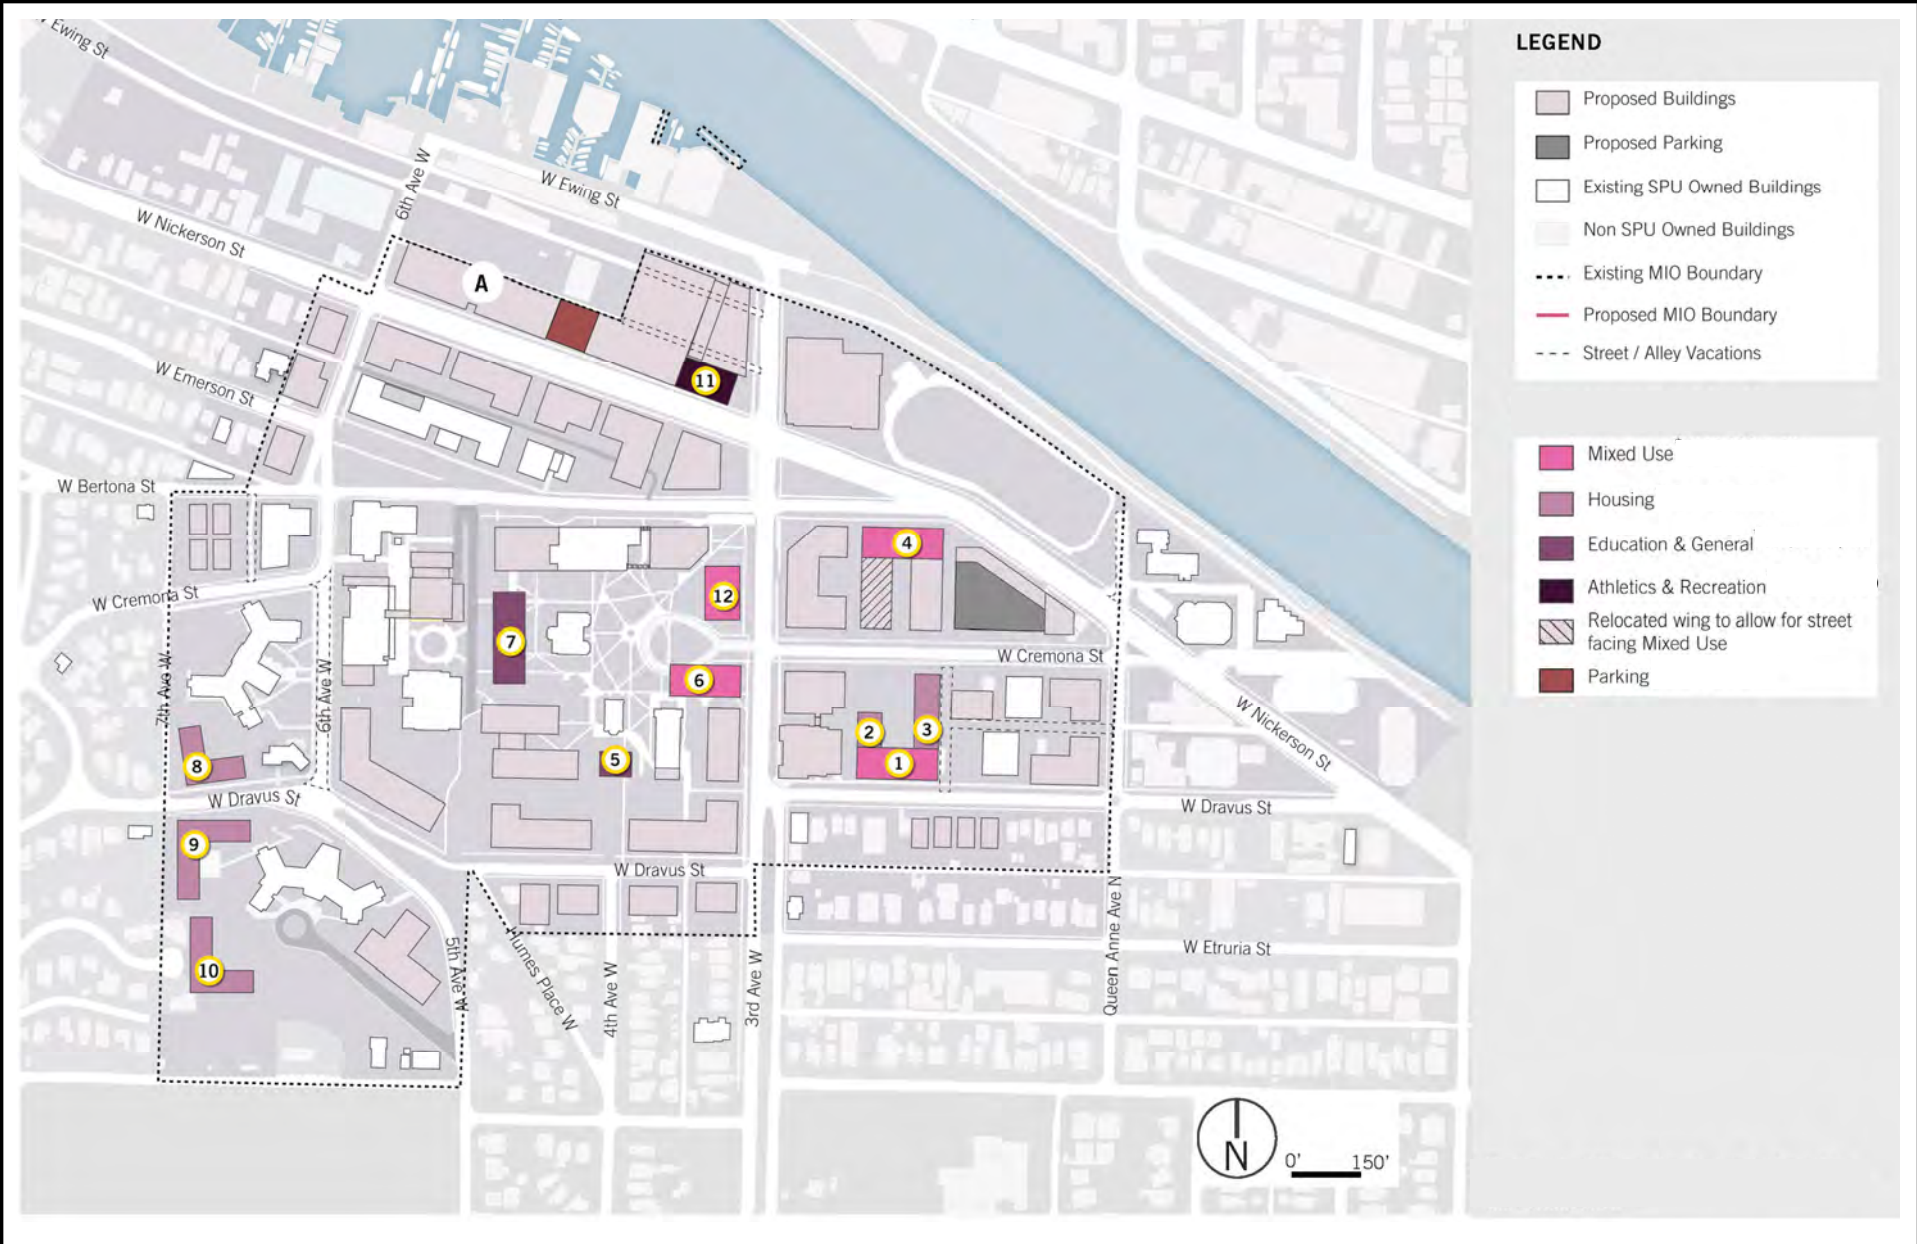 Ewing St
LEGEND
Proposed Buildings
Proposed Parking
Existing SPU Owned Buildings
Non SPU Owned Buildings
Existing MIO Boundary
Proposed MIO Boundary
Street / Alley Vacations
Mixed Use
Housing
Education & General
Athletics & Recreation
Relocated wing to allow for street
facing Mixed Use
Parking
6th Ave W
W Ewing St
W Nickerson St
A
W Emerson St
11
W Bertona St
4
W Cremona St
12
7
W Cremona St
6
7th Ave W
6th Ave W
W Nickerson St
2
3
8
5
1
W Dravus St
W Dravus St
9
W Dravus St
10
5th Ave W
Humes Place W
4th Ave W
3rd Ave W
Queen Anne Ave N
W Etruria St
N
0' 150'